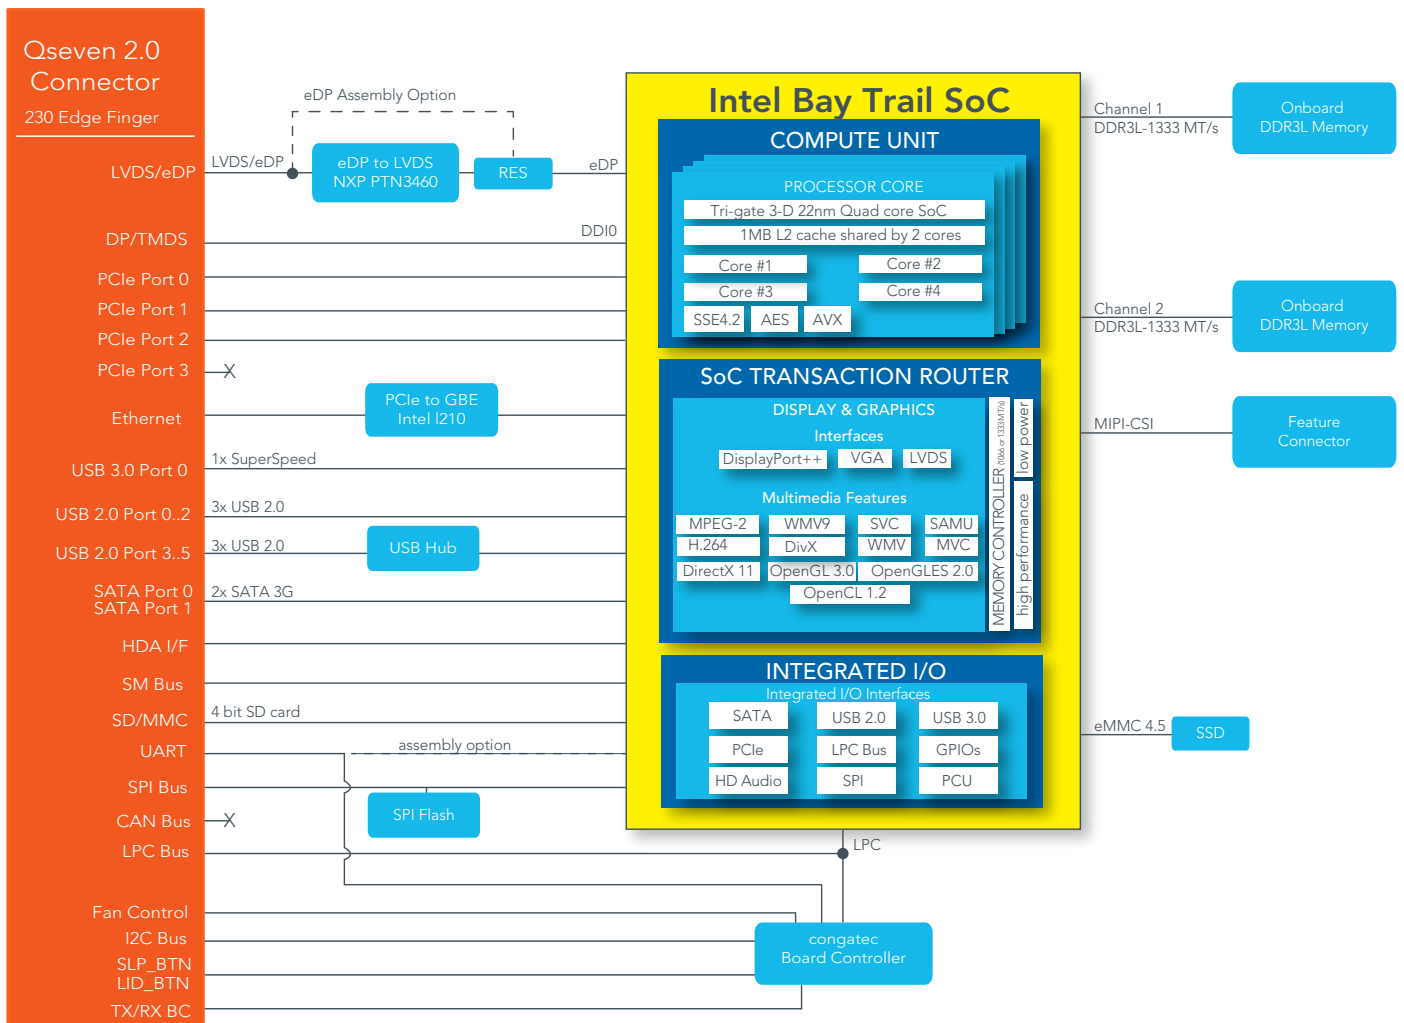 Qseven 2.0
Connector
230 Edge Finger
LVDS/eDP
DP/TMDS
PCIe Port 0
PCIe Port 1
PCIe Port 2
PCIe Port 3
Ethernet
USB 3.0 Port 0
USB 2.0 Port 0..2
USB 2.0 Port 3..5
SATA Port 0
SATA Port 1
HDA I/F
SM Bus
SD/MMC
UART
SPI Bus
CAN Bus
LPC Bus
Fan Control
I2C Bus
SLP_BTN
LID_BTN
TX/RX BC
eDP Assembly Option
LVDS/eDP
eDP to LVDS
NXP PTN3460
RES
eDP
DDI0
X
PCIe to GBE
Intel I210
1x SuperSpeed
3x USB 2.0
3x USB 2.0
USB Hub
2x SATA 3G
4 bit SD card
assembly option
SPI Flash
X
Intel Bay Trail SoC
COMPUTE UNIT
PROCESSOR CORE
Tri-gate 3-D 22nm Quad core SoC
1MB L2 cache shared by 2 cores
Core #1
Core #2
Core #3
Core #4
SSE4.2
AES
AVX
SoC TRANSACTION ROUTER
DISPLAY & GRAPHICS
Interfaces
DisplayPort++
VGA
LVDS
Multimedia Features
MPEG-2
WMV9
SVC
SAMU
H.264
DivX
WMV
MVC
DirectX 11
OpenGL 3.0
OpenGLES 2.0
OpenCL 1.2
MEMORY CONTROLLER (1066 or 1333MT/s)
low power
high performance
INTEGRATED I/O
Integrated I/O Interfaces
SATA
USB 2.0
USB 3.0
PCIe
LPC Bus
GPIOs
HD Audio
SPI
PCU
LPC
congatec
Board Controller
Channel 1
DDR3L-1333 MT/s
Onboard
DDR3L Memory
Channel 2
DDR3L-1333 MT/s
Onboard
DDR3L Memory
MIPI-CSI
Feature
Connector
eMMC 4.5
SSD